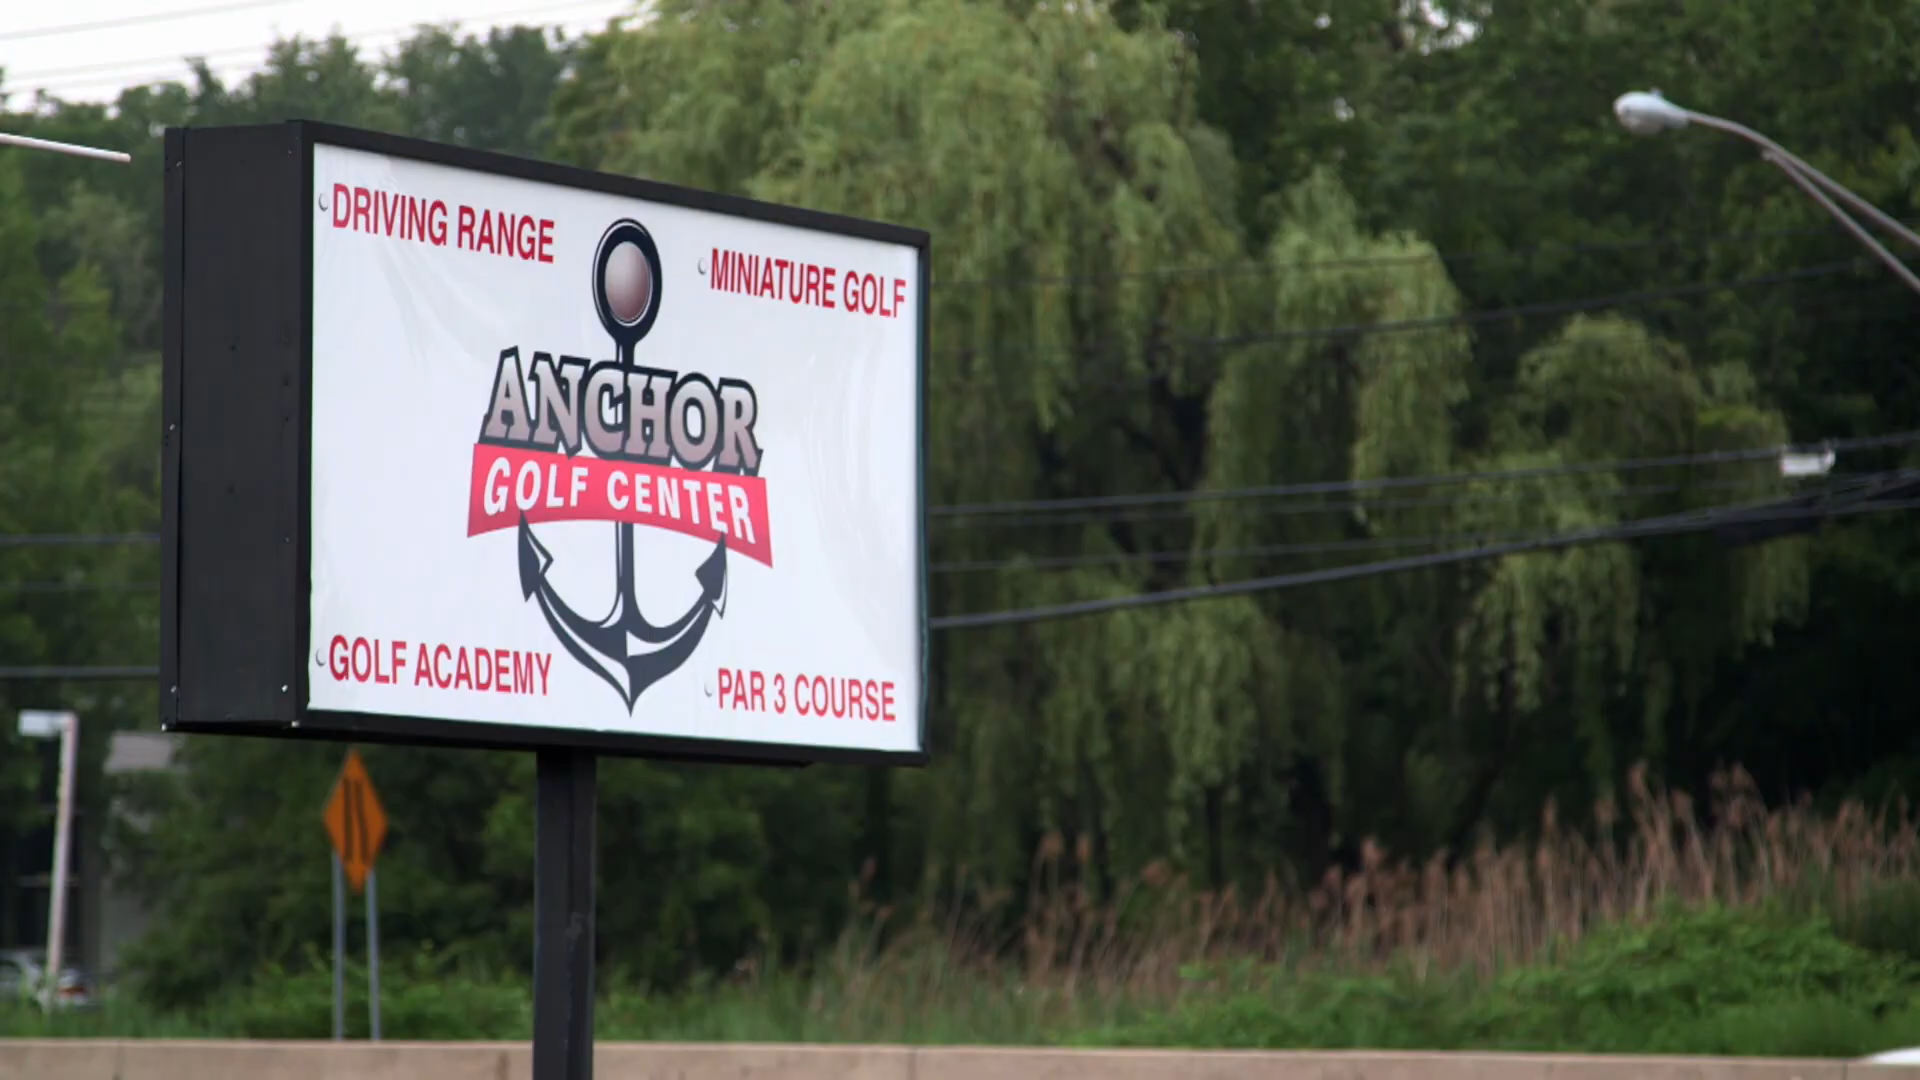 DRIVING RANGE
MINIATURE GOLF
ANCHOR
GOLF CENTER
GOLF ACADEMY
PAR 3 COURSE